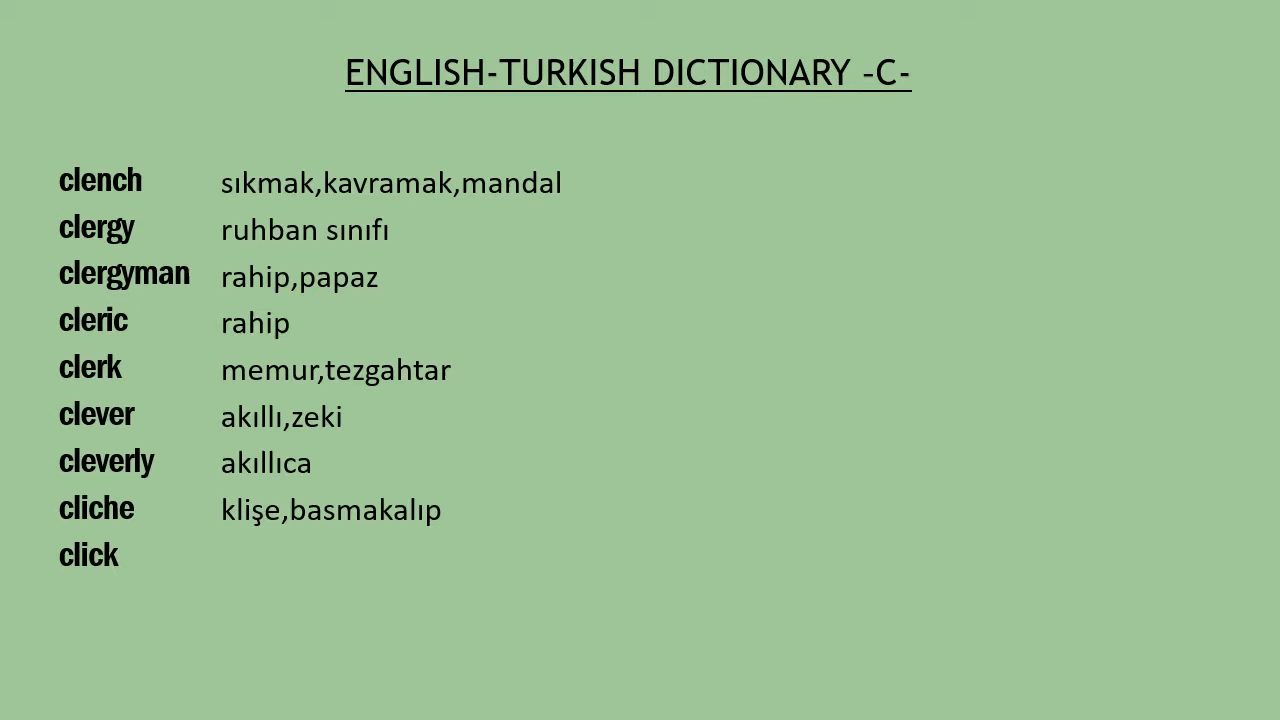 ENGLISH-TURKISH DICTIONARY –C-
clench sıkmak,kavramak,mandal
clergy ruhban sınıfı
clergyman rahip,papaz
cleric rahip
clerk memur,tezgahtar
clever akıllı,zeki
cleverly akıllıca
cliche klişe,basmakalıp
click